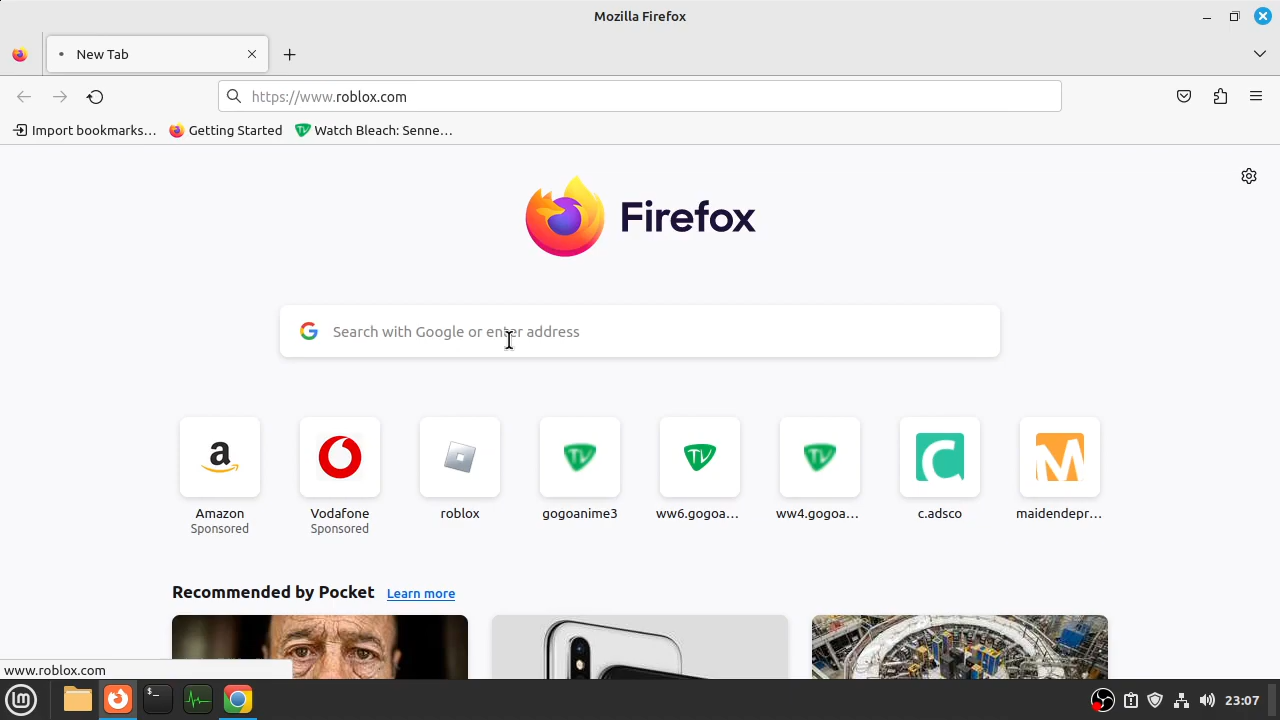 Mozilla Firefox
New Tab
https://www.roblox.com
Import bookmarks…
Getting Started
Watch Bleach: Senne…
Firefox
Search with Google or enter address
Amazon
Sponsored
Vodafone
Sponsored
roblox
gogoanime3
ww6.gogoa…
ww4.gogoa…
c.adsco
maidendepr…
Recommended by Pocket
Learn more
www.roblox.com
23:07